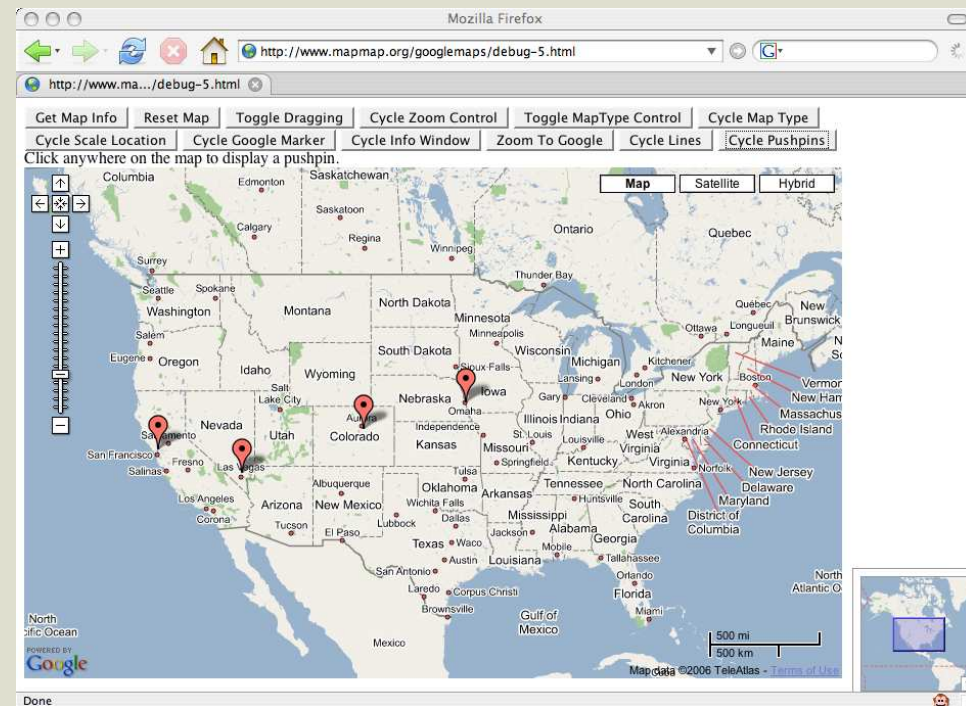 Mozilla Firefox
http://www.mapmap.org/googlemaps/debug-5.html
G
http://www.ma.../debug-5.html
Get Map Info Reset Map Toggle Dragging Cycle Zoom Control Toggle MapType Control Cycle Map Type
Cycle Scale Location Cycle Google Marker Cycle Info Window Zoom To Google Cycle Lines Cycle Pushpins
Click anywhere on the map to display a pushpin.
Map Satellite Hybrid
Columbia
Edmonton
Saskatchewan
Saskatoon
Calgary
Regina
Winnipeg
Ontario
Quebec
Surrey
Thunder Bay
Seattle
Spokane
Washington
Montana
North Dakota
Minnesota
Minneapolis
Québec
New
Brunswick
Ottawa
Longueuil
Maine
N
Salem
Eugene
Oregon
Idaho
Wyoming
South Dakota
Sioux Falls
Wisconsin
Michigan
Kitchener
Lansing
London
New York
Boston
Vermon
New Ham
Massachus
Rhode Island
Connecticut
Salt
Lake City
Nebraska
Iowa
Omaha
Gary
Cleveland
Akron
New York
Nevada
Utah
Aurora
Colorado
Independence
Kansas
Missouri
St. Louis
Illinois
Indiana
Ohio
Louisville
West
Virginia
Alexandria
Sacramento
San Francisco
Salinas
Fresno
Las Vegas
Springfield
Kentucky
Virginia
Norfolk
New Jersey
Delaware
Maryland
District of
Columbia
Tulsa
Los Angeles
Corona
Albuquerque
Arizona
New Mexico
Oklahoma
Arkansas
Tennessee
North Carolina
Wichita Falls
Huntsville
South
Carolina
Tucson
El Paso
Lubbock
Dallas
Mississippi
Jackson
Alabama
Georgia
Texas
Waco
Mobile
Austin
Louisiana
Tallahassee
San Antonio
Orlando
Florida
North
Atlantic O
Laredo
Corpus Christi
Brownsville
Gulf of
Mexico
Miami
North
cific Ocean
Mexico
Cuba
500 mi
500 km
POWERED BY
Google
Map data ©2006 TeleAtlas - Terms of Use
Done